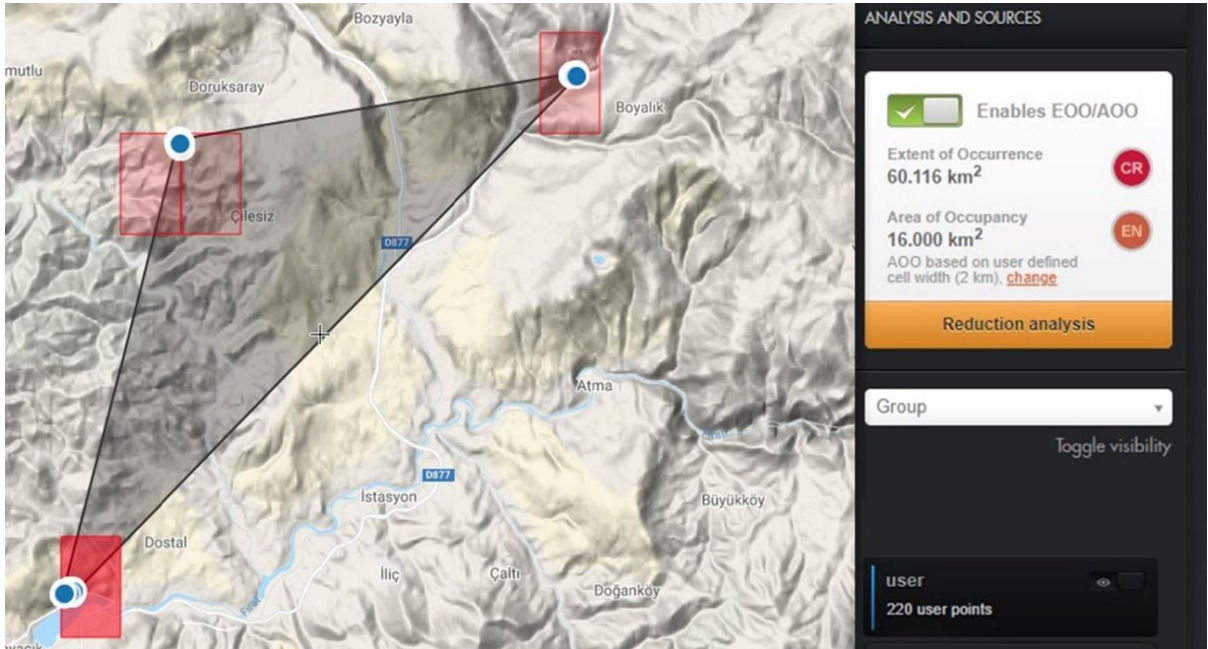 Bozyayla
mutlu
Doruksaray
Boyalık
Çilesiz
D877
Atma
D877
İstasyon
Büyükköy
Dostal
İliç
Çaltı
Doğanköy
Fırat
ANALYSIS AND SOURCES
Enables EOO/AOO
Extent of Occurrence
60.116 km²
CR
Area of Occupancy
16.000 km²
EN
AOO based on user defined
cell width (2 km), change
Reduction analysis
Group
Toggle visibility
user
220 user points